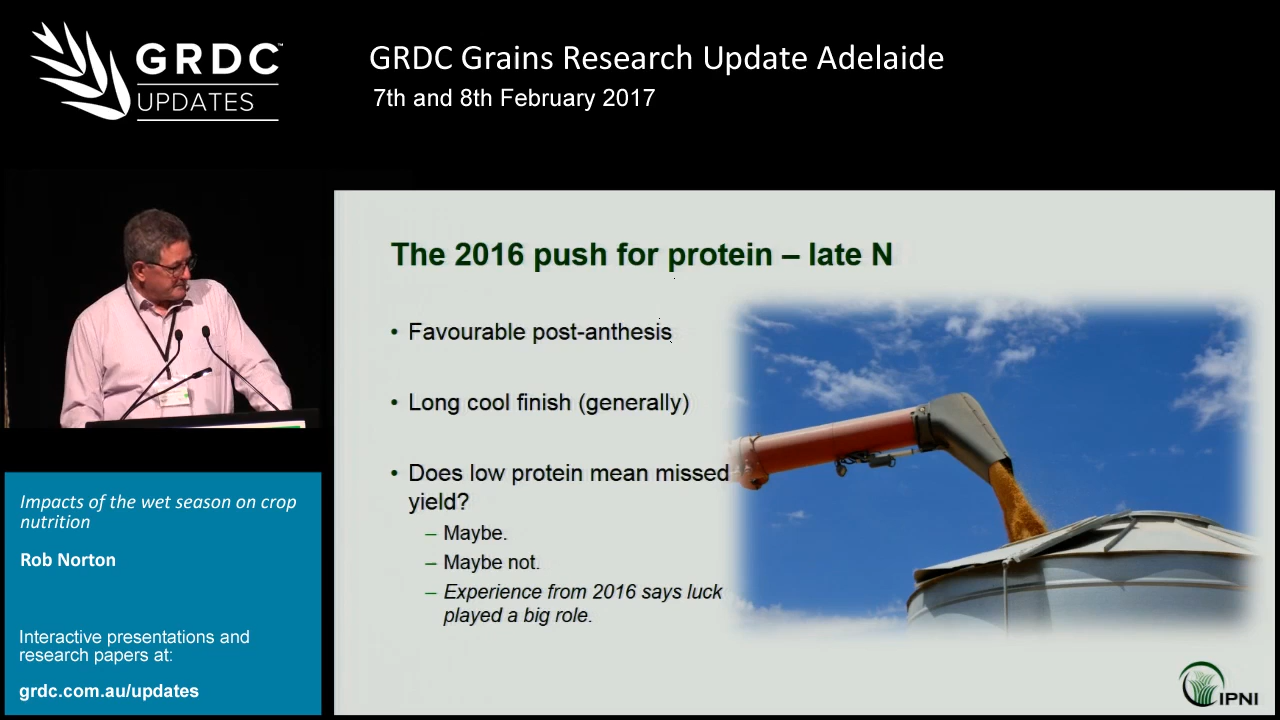 GRDC™
UPDATES
GRDC Grains Research Update Adelaide
7th and 8th February 2017
The 2016 push for protein – late N
• Favourable post-anthesis
• Long cool finish (generally)
• Does low protein mean missed
yield?
– Maybe.
– Maybe not.
– Experience from 2016 says luck
played a big role.
IPNI
Impacts of the wet season on crop
nutrition
Rob Norton
Interactive presentations and
research papers at:
grdc.com.au/updates